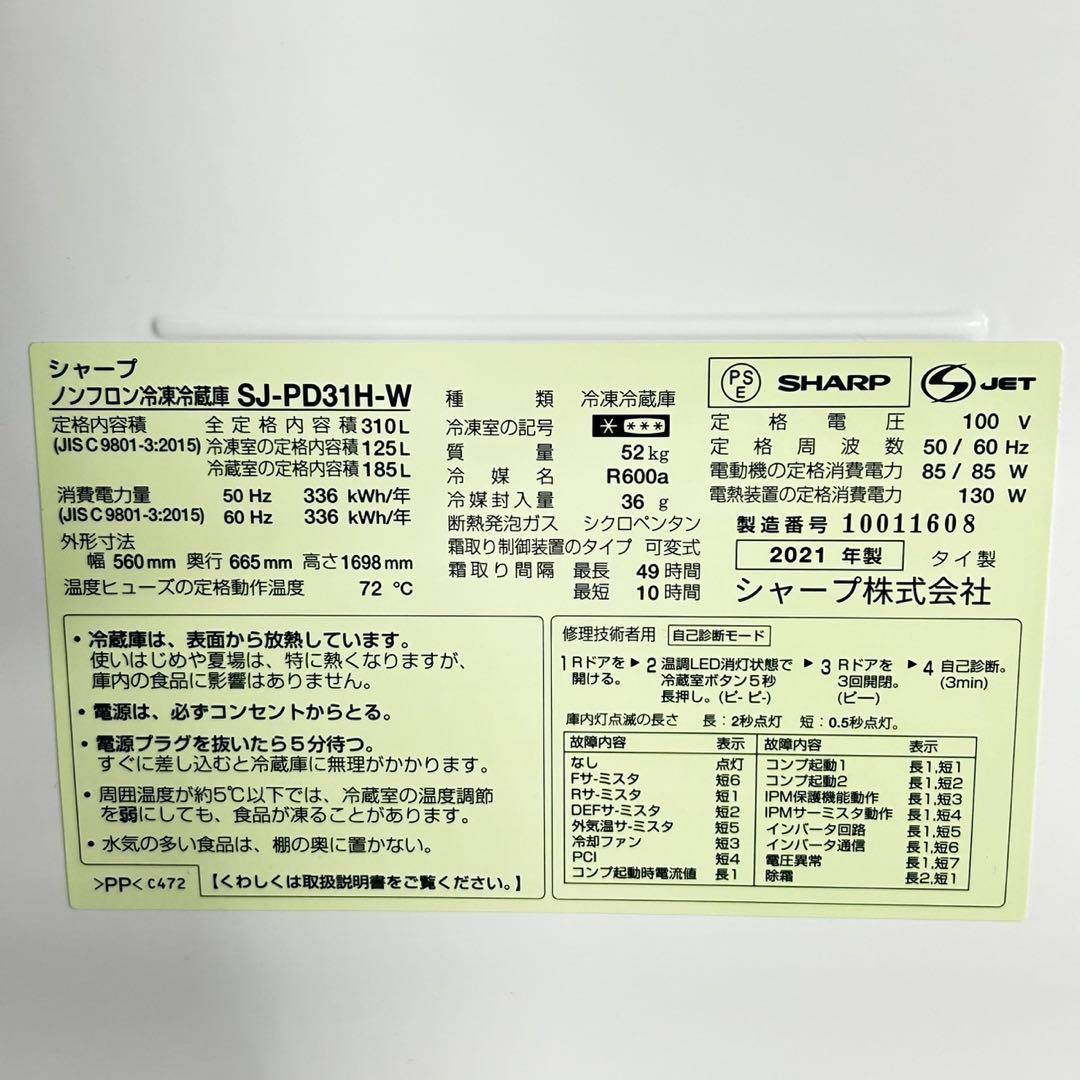 シャープ
ノンフロン冷凍冷蔵庫 SJ-PD31H-W
定格内容積 全定格内容積 310L
(JIS C 9801-3:2015) 冷凍室の定格内容積 125L
冷蔵室の定格内容積 185L
消費電力量 50 Hz 336 kWh/年
(JIS C 9801-3:2015) 60 Hz 336 kWh/年
外形寸法
幅 560mm 奥行 665mm 高さ 1698mm
温度ヒューズの定格動作温度 72 ℃
種類 冷凍冷蔵庫
冷凍室の記号 * ***
質量 52kg
冷媒名 R600a
冷媒封入量 36 g
断熱発泡ガス シクロペンタン
霜取り制御装置のタイプ 可変式
霜取り間隔 最長 49時間
最短 10時間
PS
E
SHARP
JET
定格電圧 100 V
定格周波数 50 / 60 Hz
電動機の定格消費電力 85 / 85 W
電熱装置の定格消費電力 130 W
製造番号 10011608
2021 年製 タイ製
シャープ株式会社
・冷蔵庫は、表面から放熱しています。
使いはじめや夏場は、特に熱くなりますが、
庫内の食品に影響はありません。
・電源は、必ずコンセントからとる。
・電源プラグを抜いたら5分待つ。
すぐに差し込むと冷蔵庫に無理がかかります。
・周囲温度が約5℃以下では、冷蔵室の温度調節
を弱にしても、食品が凍ることがあります。
・水気の多い食品は、棚の奥に置かない。
>PP< C472 【くわしくは取扱説明書をご覧ください。】
修理技術者用 自己診断モード
1 Rドアを開ける。 ▶ 2 温調LED消灯状態で冷蔵室ボタン5秒長押し。(ピ-ピ-) ▶ 3 Rドアを3回開閉。(ピー) ▶ 4 自己診断。(3min)
庫内灯点滅の長さ 長：2秒点灯 短：0.5秒点灯。
故障内容 表示 故障内容 表示
なし 点灯 コンプ起動1 長1,短1
Fサ-ミスタ 短6 コンプ起動2 長1,短2
Rサ-ミスタ 短1 IPM保護機能動作 長1,短3
DEFサ-ミスタ 短2 IPMサーミスタ動作 長1,短4
外気温サ-ミスタ 短5 インバータ回路 長1,短5
冷却ファン 短3 インバータ通信 長1,短6
PCI 短4 電圧異常 長1,短7
コンプ起動時電流値 長1 除霜 長2,短1